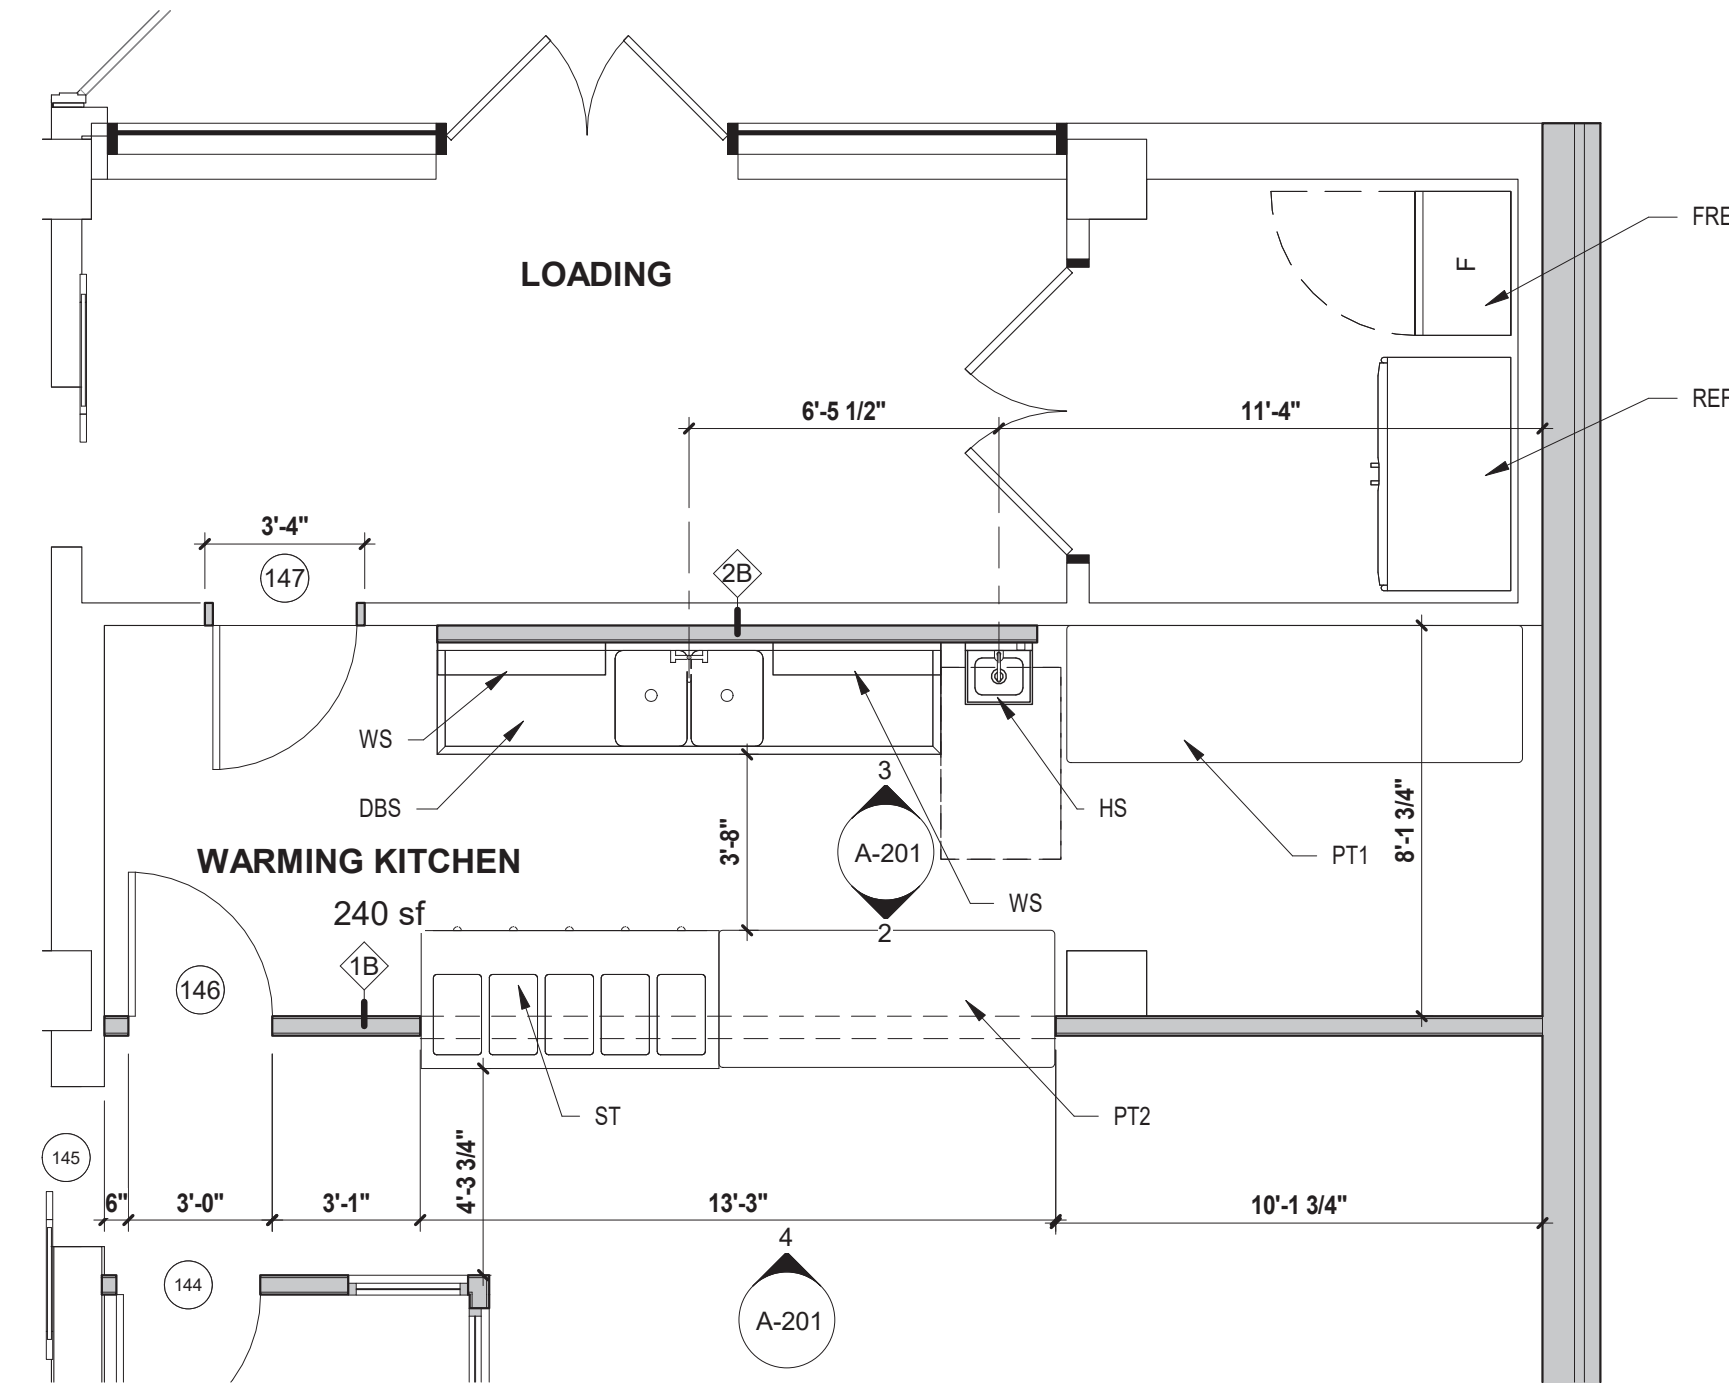 FRE
F
LOADING
REF
6'-5 1/2"
11'-4"
3'-4"
147
2B
WS
DBS
HS
3
A-201
2
3'-8"
8'-1 3/4"
PT1
WARMING KITCHEN
WS
240 sf
1B
146
ST
PT2
145
4'-3 3/4"
6"
3'-0"
3'-1"
13'-3"
10'-1 3/4"
4
A-201
144